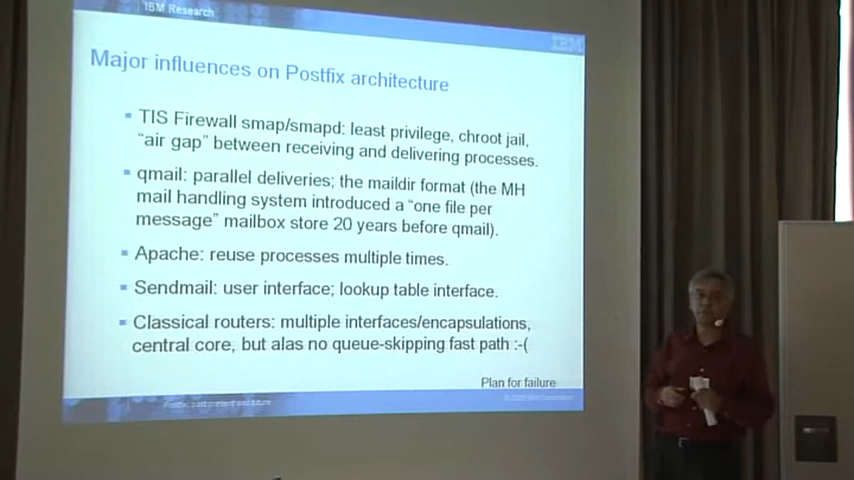 IBM Research
IBM
Major influences on Postfix architecture
▪ TIS Firewall smap/smapd: least privilege, chroot jail,
"air gap" between receiving and delivering processes.
▪ qmail: parallel deliveries; the maildir format (the MH
mail handling system introduced a "one file per
message" mailbox store 20 years before qmail).
▪ Apache: reuse processes multiple times.
▪ Sendmail: user interface; lookup table interface.
▪ Classical routers: multiple interfaces/encapsulations,
central core, but alas no queue-skipping fast path :-(
Plan for failure